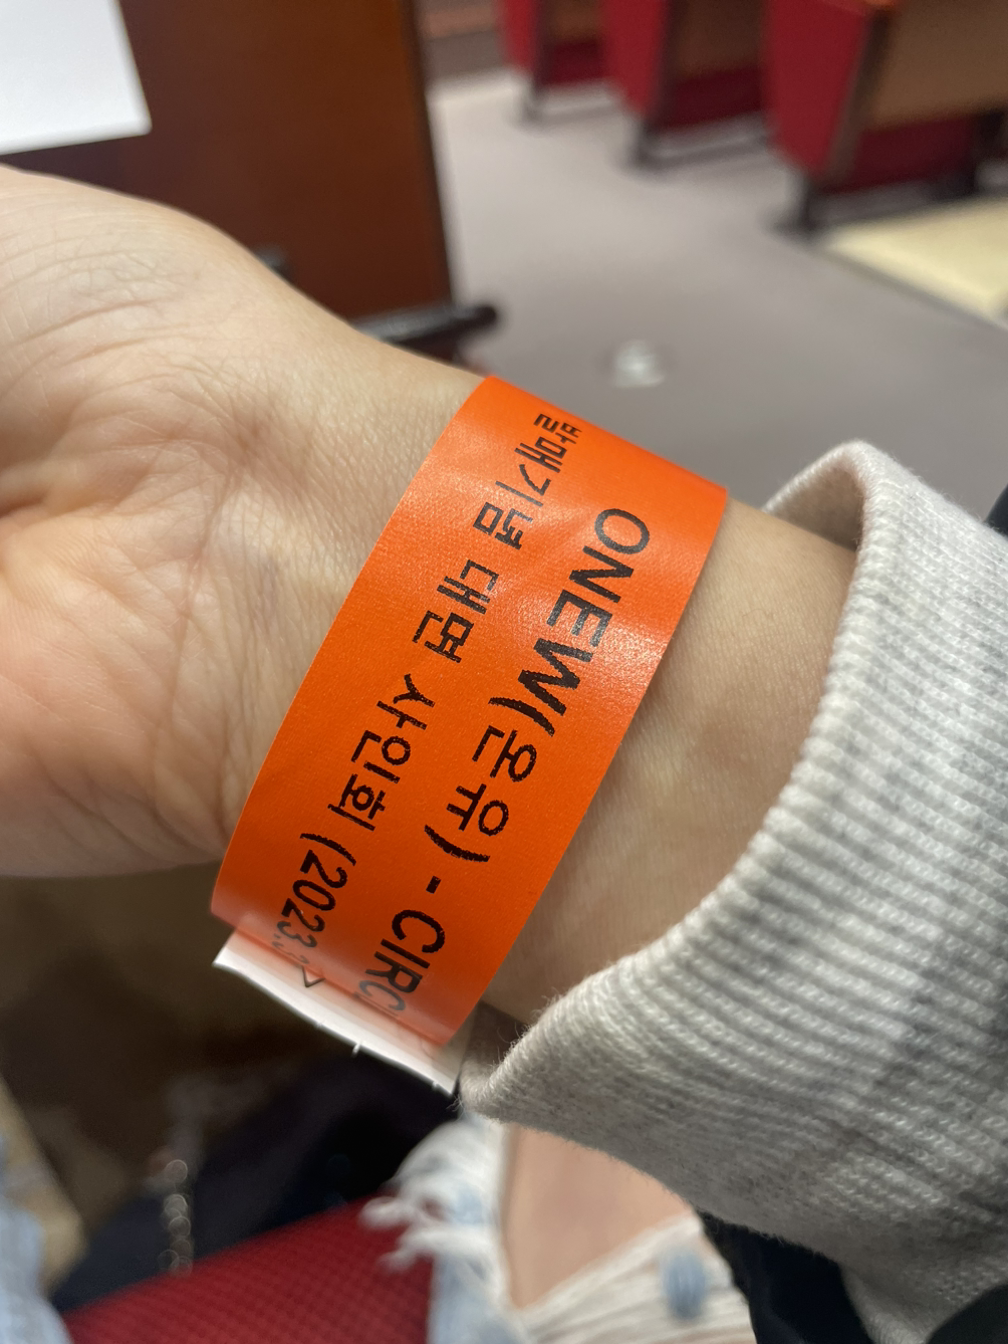 ONEW(온유) - CIRC
발매기념 대면 사인회 (2023.